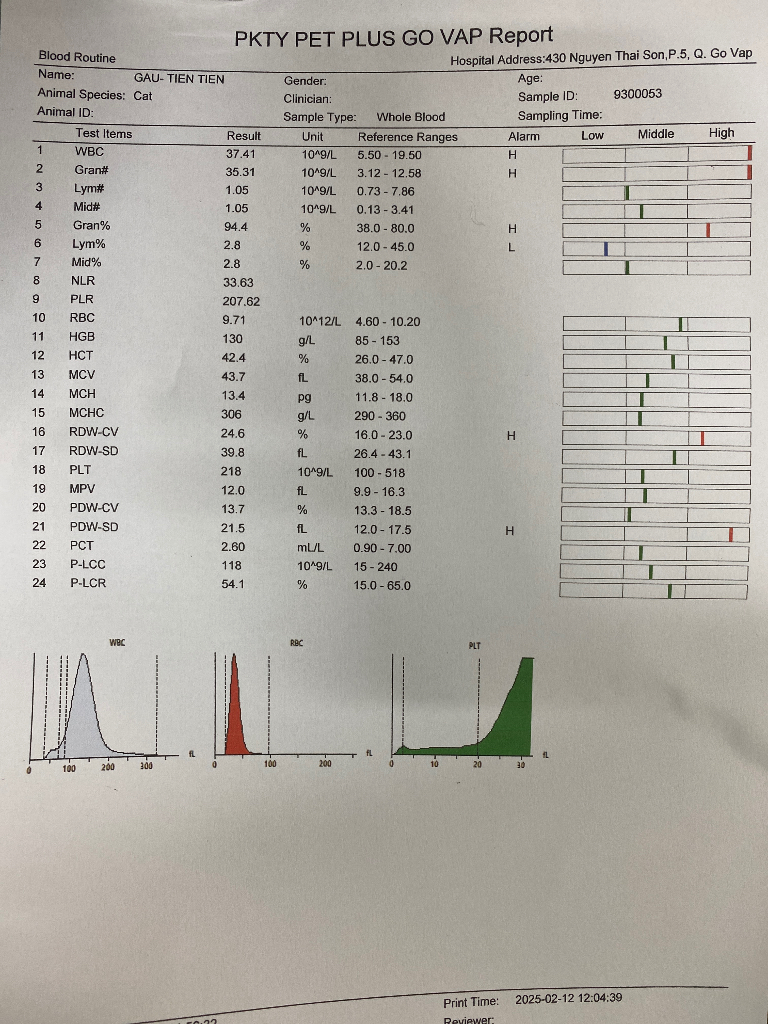 PKTY PET PLUS GO VAP Report
Blood Routine Hospital Address:430 Nguyen Thai Son,P.5, Q. Go Vap
Name: GAU- TIEN TIEN Gender: Age:
Animal Species: Cat Clinician: Sample ID: 9300053
Animal ID: Sample Type: Whole Blood Sampling Time:
Test Items Result Unit Reference Ranges Alarm Low Middle High
1 WBC 37.41 10^9/L 5.50 - 19.50 H
2 Gran# 35.31 10^9/L 3.12 - 12.58 H
3 Lym# 1.05 10^9/L 0.73 - 7.86
4 Mid# 1.05 10^9/L 0.13 - 3.41
5 Gran% 94.4 % 38.0 - 80.0 H
6 Lym% 2.8 % 12.0 - 45.0 L
7 Mid% 2.8 % 2.0 - 20.2
8 NLR 33.63
9 PLR 207.62
10 RBC 9.71 10^12/L 4.60 - 10.20
11 HGB 130 g/L 85 - 153
12 HCT 42.4 % 26.0 - 47.0
13 MCV 43.7 fL 38.0 - 54.0
14 MCH 13.4 pg 11.8 - 18.0
15 MCHC 306 g/L 290 - 360
16 RDW-CV 24.6 % 16.0 - 23.0 H
17 RDW-SD 39.8 fL 26.4 - 43.1
18 PLT 218 10^9/L 100 - 518
19 MPV 12.0 fL 9.9 - 16.3
20 PDW-CV 13.7 % 13.3 - 18.5
21 PDW-SD 21.5 fL 12.0 - 17.5 H
22 PCT 2.60 mL/L 0.90 - 7.00
23 P-LCC 118 10^9/L 15 - 240
24 P-LCR 54.1 % 15.0 - 65.0
WBC RBC PLT
fL fL fL
0 100 200 300 0 100 200 0 10 20 30
Print Time: 2025-02-12 12:04:39
Reviewer: